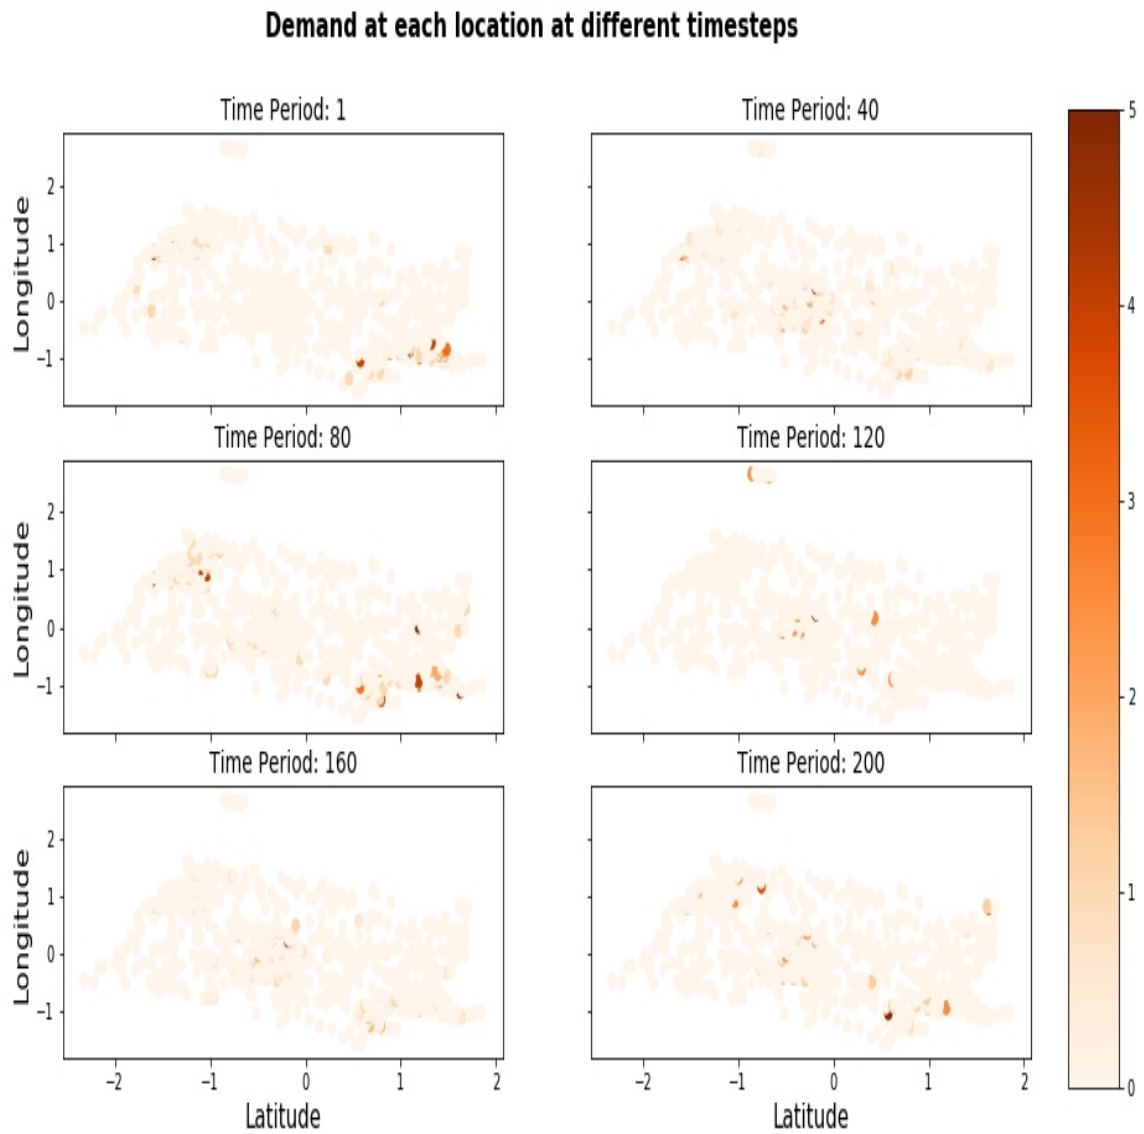 Demand at each location at different timesteps
Time Period: 1
Time Period: 40
5
2
1
0
−1
Longitude
4
Time Period: 80
Time Period: 120
3
2
1
0
−1
Longitude
2
Time Period: 160
Time Period: 200
2
1
0
−1
Longitude
1
0
−2 −1 0 1 2
−2 −1 0 1 2
Latitude
Latitude